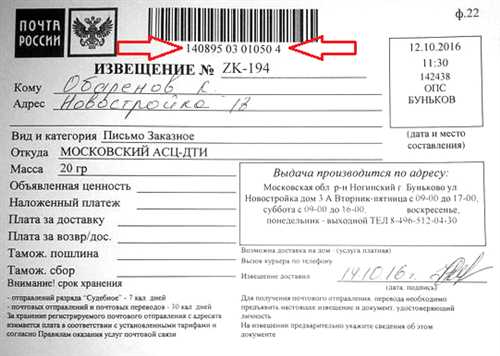 ПОЧТА
РОССИИ
ПОЧТА РОССИИ
140895 03 01050 4
ф.22
12.10.2016
11:30
142438
ОПС
БУНЬКОВ
(дата и место
составления)
ИЗВЕЩЕНИЕ № ZK-194
Кому Обаренов К.
Адрес Новостройка 13
Вид и категория Письмо Заказное
Откуда МОСКОВСКИЙ АСЦ-ДТИ
Масса 20 гр
Объявленная ценность
Наложенный платеж
Плата за доставку
Плата за возвр/дос.
Тамож. пошлина
Тамож. сбор
Внимание! срок хранения
- отправлений разряда "Судебное" - 7 кал. дней
- почтовых отправлений и почтовых переводов - 30 кал. дней
За хранение регистрируемого почтового отправления с адресата
взимается плата в соответствии с установленными тарифами и
согласно Правилам оказания услуг почтовой связи
Выдача производится по адресу:
Московская обл р-н Ногинский г Буньково ул
Новостройка дом 3 А Вторник-пятница с 09-00 до 17-00,
суббота с 09-00 до 16-00, воскресенье,
понедельник - выходной ТЕЛ 8-496-512-04-30
Возможна доставка на дом (услуга платная)
Вызов курьера по телефону
Извещение доставил 14.10.16г.
(дата, подпись)
Для получения почтового отправления, перевода необходимо
предъявить настоящее извещение и документ, удостоверяющий
личность
На извещении предварительно укажите сведения об этом
документе